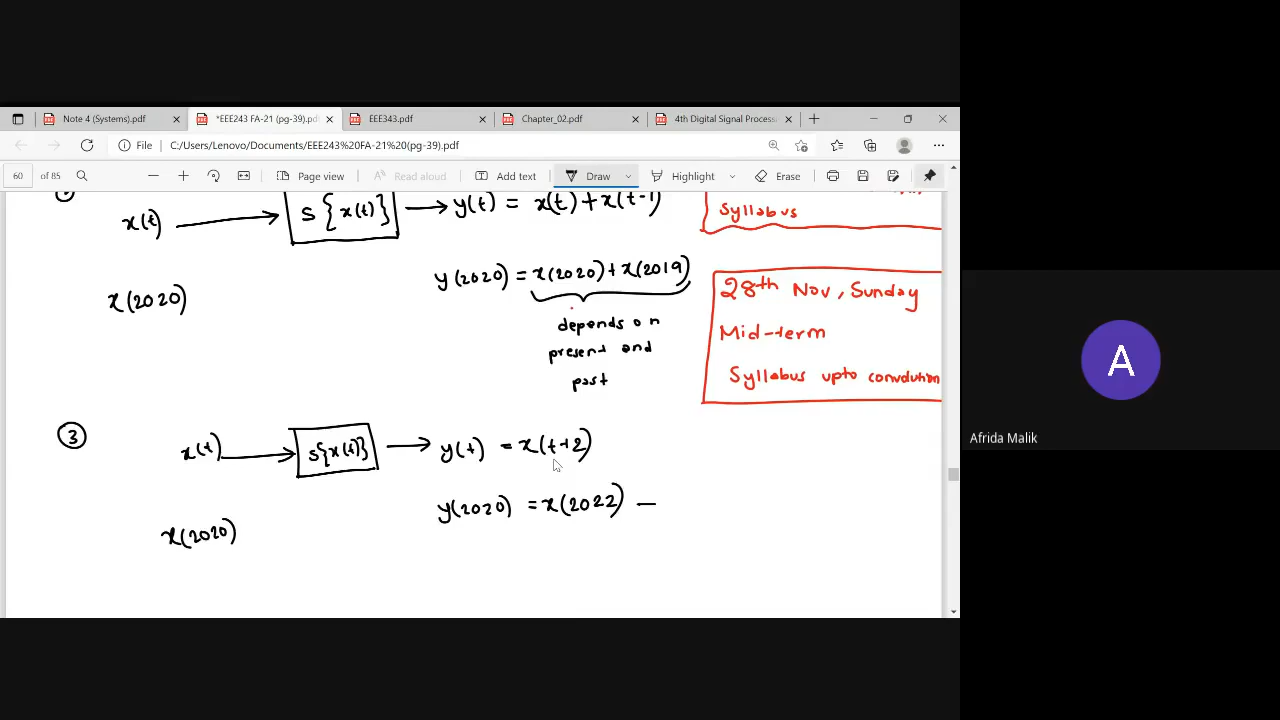 Note 4 (Systems).pdf
*EEE243 FA-21 (pg-39).pdf
EEE343.pdf
Chapter_02.pdf
4th Digital Signal Process
File
C:/Users/Lenovo/Documents/EEE243%20FA-21%20(pg-39).pdf
60 of 85
Page view
Read aloud
Add text
Draw
Highlight
Erase
x(t) → S{x(t)} → y(t) = x(t)+x(t-1)
Syllabus
y(2020) = x(2020)+x(2019)
x(2020)
depends on
present and
past
28th Nov, Sunday
Mid-term
Syllabus upto convolution
3
x(t) → S{x(t)} → y(t) = x(t+2)
y(2020) = x(2022) —
x(2020)
A
Afrida Malik